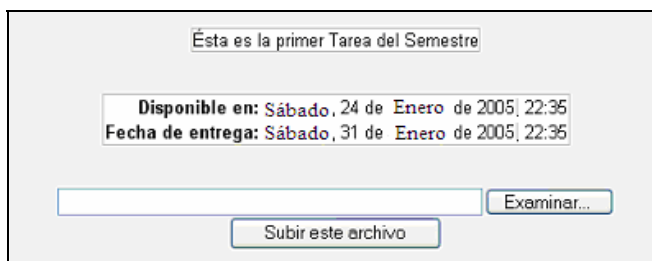 Ésta es la primer Tarea del Semestre
Disponible en: Sábado, 24 de Enero de 2005, 22:35
Fecha de entrega: Sábado, 31 de Enero de 2005, 22:35
Examinar...
Subir este archivo